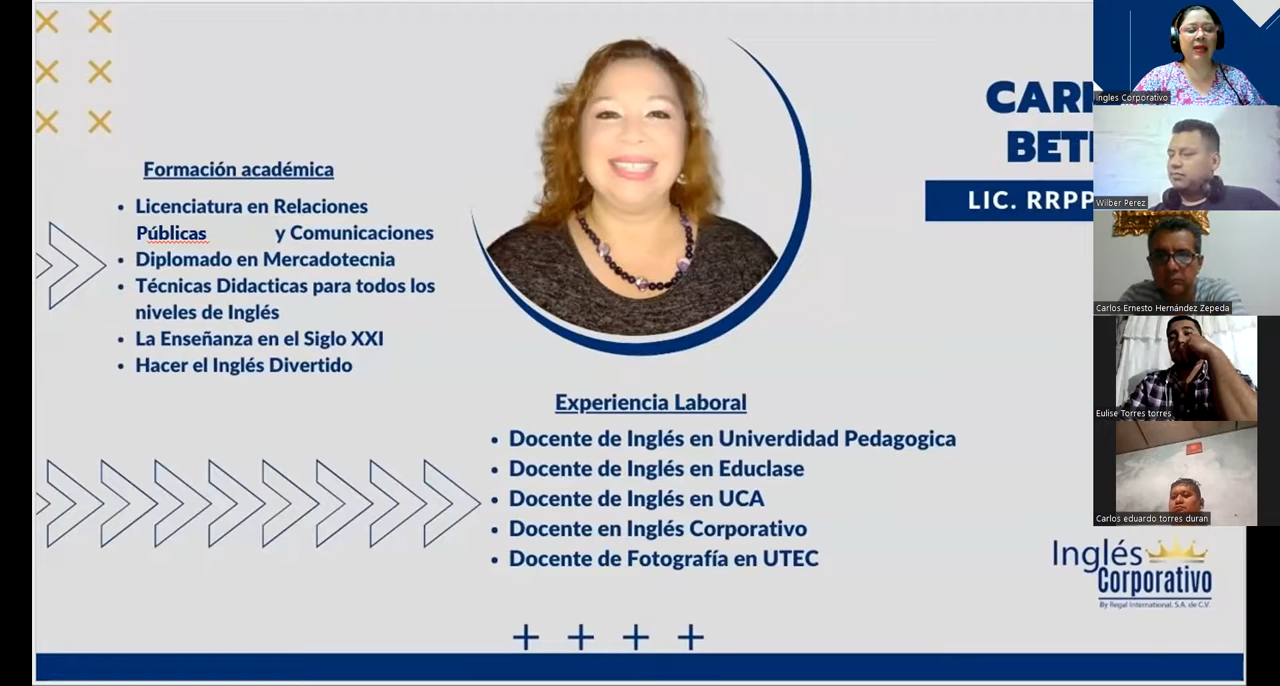 Formación académica
Licenciatura en Relaciones
Públicas y Comunicaciones
Diplomado en Mercadotecnia
Técnicas Didacticas para todos los
niveles de Inglés
La Enseñanza en el Siglo XXI
Hacer el Inglés Divertido
LIC. RRPP
Experiencia Laboral
Docente de Inglés en Univerdidad Pedagogica
Docente de Inglés en Educlase
Docente de Inglés en UCA
Docente en Inglés Corporativo
Docente de Fotografía en UTEC
Ingles Corporativo
Wilber Perez
Carlos Ernesto Hernández Zepeda
Eulise Torres torres
Carlos eduardo torres duran
Inglés
Corporativo
By Regal International, S.A. de C.V.